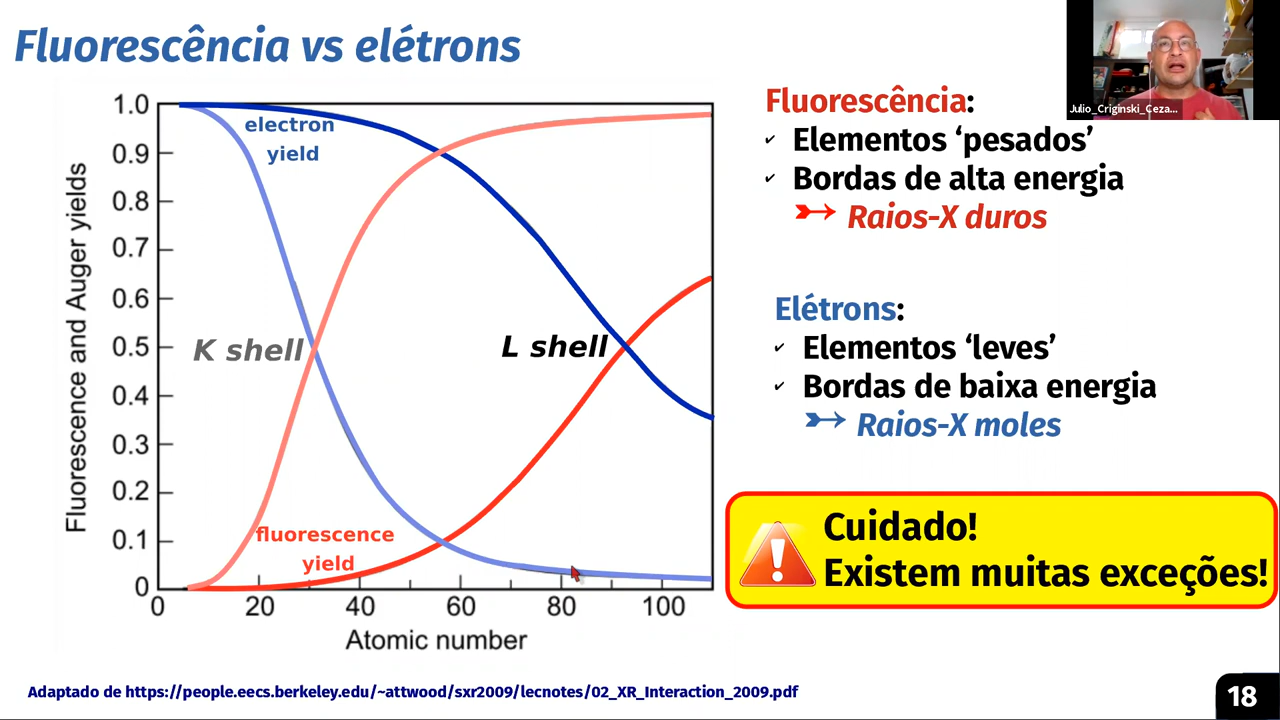 Fluorescência vs elétrons
Julio_Criginski_Ceza...
Fluorescence and Auger yields
1.0
0.9
0.8
0.7
0.6
0.5
0.4
0.3
0.2
0.1
0
electron
yield
K shell
L shell
fluorescence
yield
0 20 40 60 80 100
Atomic number
Fluorescência:
✓ Elementos ‘pesados’
✓ Bordas de alta energia
Raios-X duros
Elétrons:
✓ Elementos ‘leves’
✓ Bordas de baixa energia
Raios-X moles
Cuidado!
Existem muitas exceções!
Adaptado de https://people.eecs.berkeley.edu/~attwood/sxr2009/lecnotes/02_XR_Interaction_2009.pdf
18